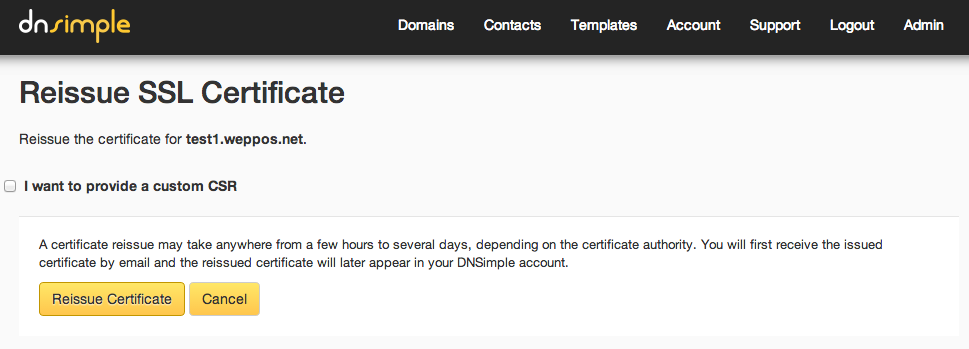 dnsimple
Domains Contacts Templates Account Support Logout Admin
Reissue SSL Certificate
Reissue the certificate for test1.weppos.net.
I want to provide a custom CSR
A certificate reissue may take anywhere from a few hours to several days, depending on the certificate authority. You will first receive the issued
certificate by email and the reissued certificate will later appear in your DNSimple account.
Reissue Certificate Cancel